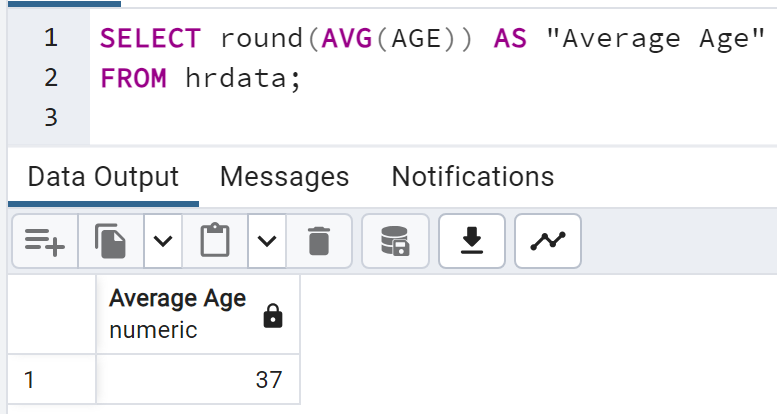 1 SELECT round(AVG(AGE)) AS "Average Age"
2 FROM hrdata;
3
Data Output Messages Notifications
Average Age
numeric
1 37